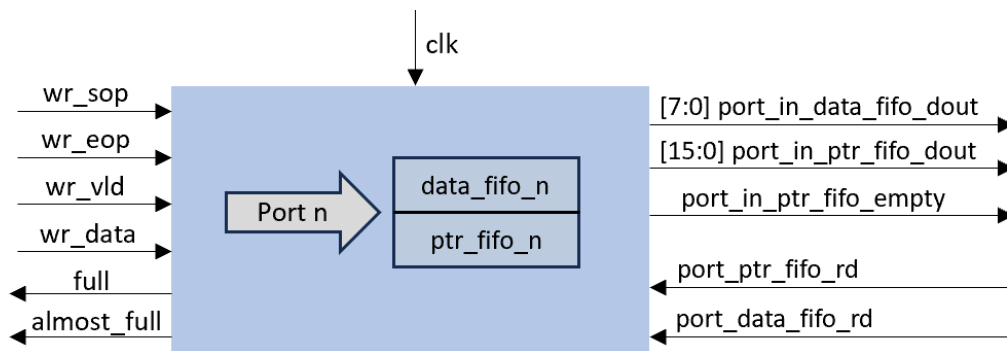 clk
wr_sop
wr_eop
wr_vld
wr_data
full
almost_full
Port n
data_fifo_n
ptr_fifo_n
[7:0] port_in_data_fifo_dout
[15:0] port_in_ptr_fifo_dout
port_in_ptr_fifo_empty
port_ptr_fifo_rd
port_data_fifo_rd